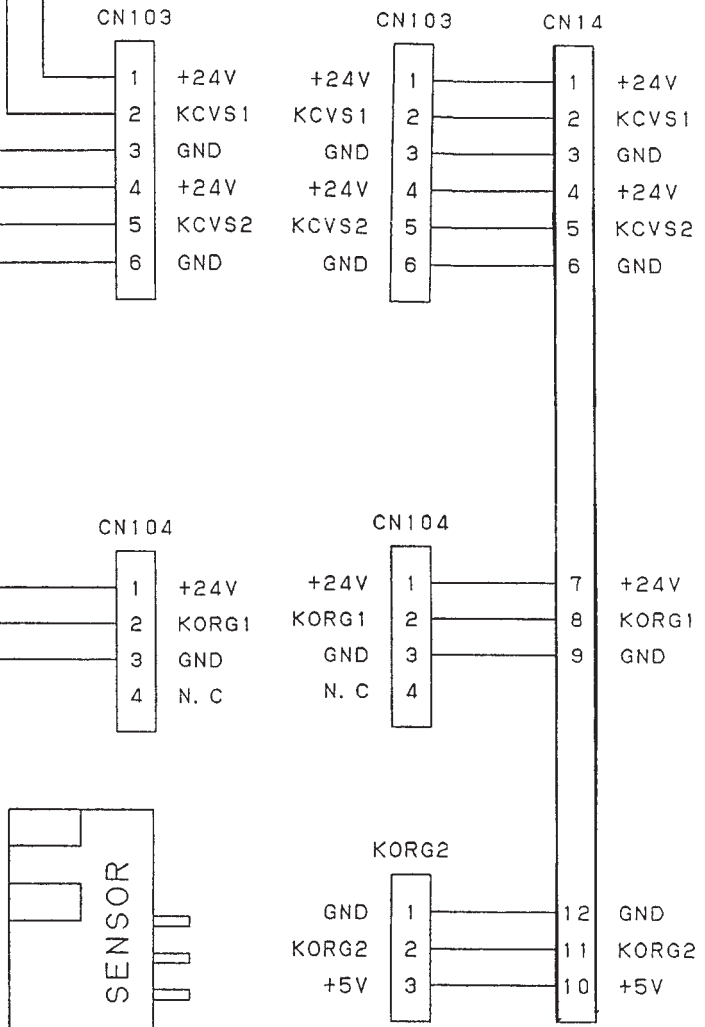 CN103 CN103 CN14
1 +24V +24V 1 1 +24V
2 KCVS1 KCVS1 2 2 KCVS1
3 GND GND 3 3 GND
4 +24V +24V 4 4 +24V
5 KCVS2 KCVS2 5 5 KCVS2
6 GND GND 6 6 GND
CN104 CN104
1 +24V +24V 1 7 +24V
2 KORG1 KORG1 2 8 KORG1
3 GND GND 3 9 GND
4 N. C N. C 4
SENSOR
KORG2
GND 1 12 GND
KORG2 2 11 KORG2
+5V 3 10 +5V